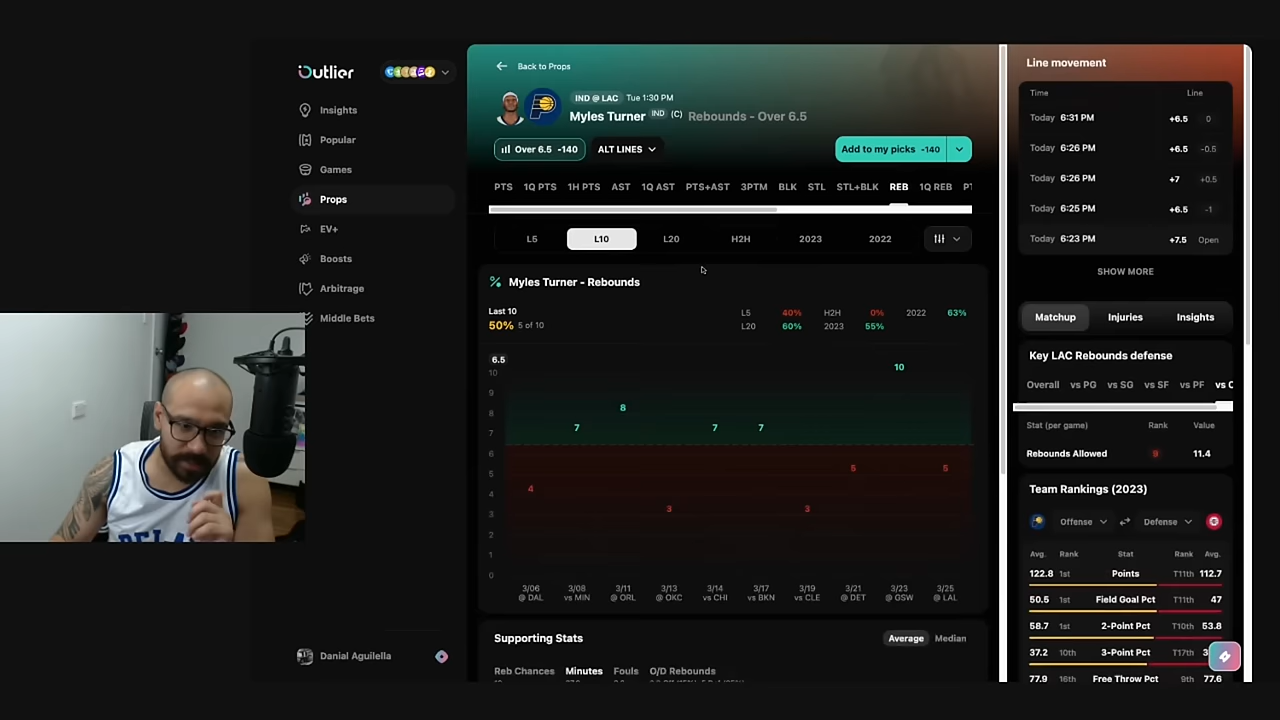 Outlier
Insights
Popular
Games
Props
EV+
Boosts
Arbitrage
Middle Bets
Danial Aguilella
Back to Props
IND @ LAC Tue 1:30 PM
Myles Turner IND (C) Rebounds - Over 6.5
Over 6.5 -140 ALT LINES
Add to my picks -140
PTS 1Q PTS 1H PTS AST 1Q AST PTS+AST 3PTM BLK STL STL+BLK REB 1Q REB
L5 L10 L20 H2H 2023 2022
Myles Turner - Rebounds
Last 10
50% 5 of 10
L5 40% H2H 0% 2022 63%
L20 60% 2023 55%
6.5
10
9
8
7
6
5
4
3
2
1
0
4
7
8
3
7
7
3
5
10
5
3/06 3/08 3/11 3/13 3/14 3/17 3/19 3/21 3/23 3/25
@ DAL vs MIN @ ORL @ OKC vs CHI vs BKN vs CLE @ DET @ GSW @ LAL
Supporting Stats
Average Median
Reb Chances Minutes Fouls O/D Rebounds
Line movement
Time Line
Today 6:31 PM +6.5 0
Today 6:26 PM +6.5 -0.5
Today 6:26 PM +7 +0.5
Today 6:25 PM +6.5 -1
Today 6:23 PM +7.5 Open
SHOW MORE
Matchup Injuries Insights
Key LAC Rebounds defense
Overall vs PG vs SG vs SF vs PF vs C
Stat (per game) Rank Value
Rebounds Allowed 9 11.4
Team Rankings (2023)
Offense Defense
Avg. Rank Stat Rank Avg.
122.8 1st Points T11th 112.7
50.5 1st Field Goal Pct T11th 47
58.7 1st 2-Point Pct T10th 53.8
37.2 10th 3-Point Pct T17th
77.9 16th Free Throw Pct 9th 77.6